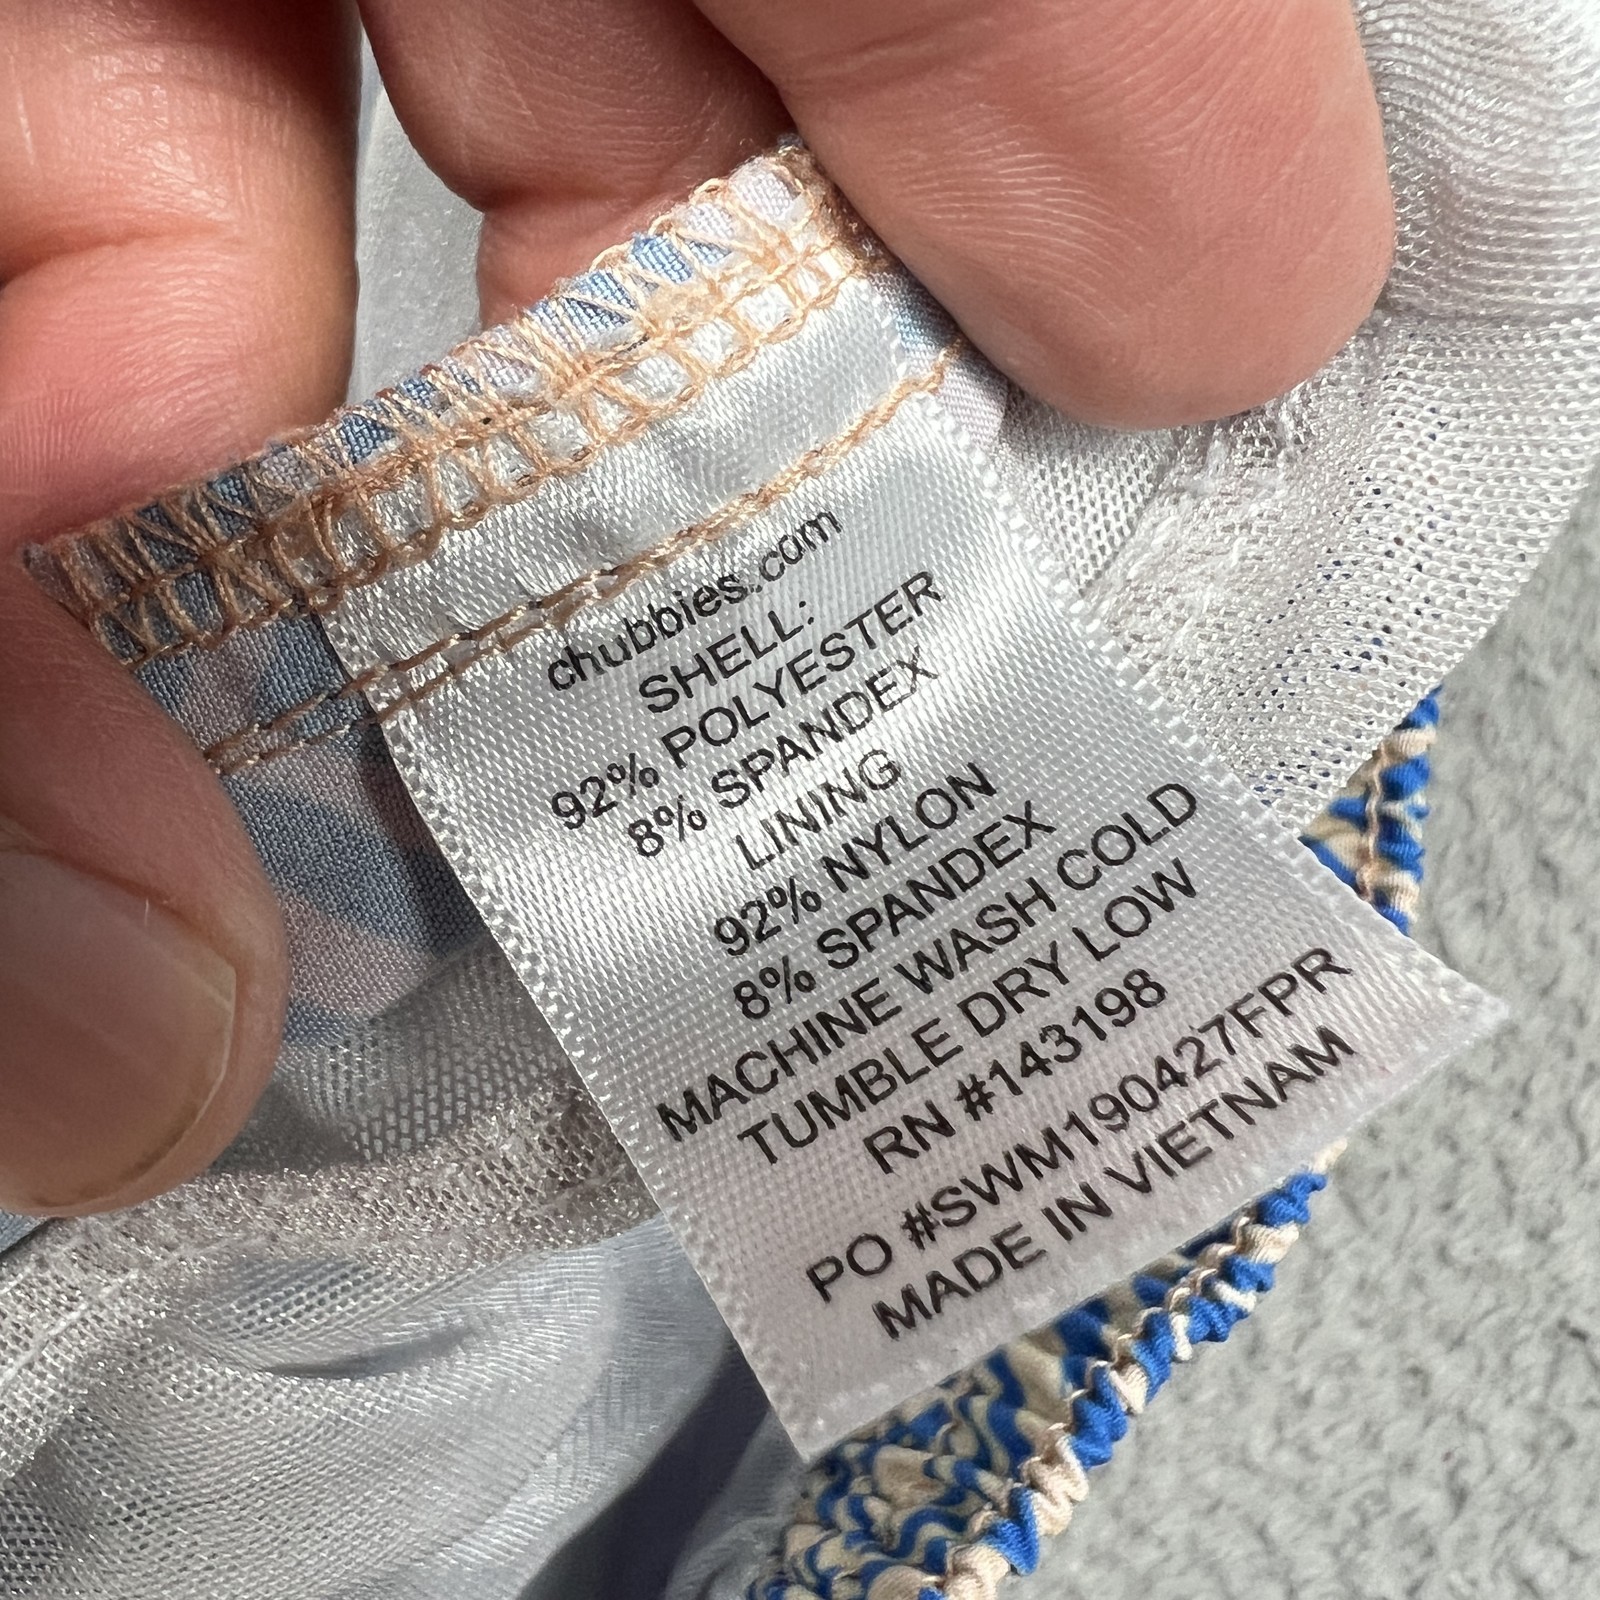 chubbies.com
SHELL:
92% POLYESTER
8% SPANDEX
LINING
92% NYLON
8% SPANDEX
MACHINE WASH COLD
TUMBLE DRY LOW
RN #143198
PO #SWM190427FPR
MADE IN VIETNAM